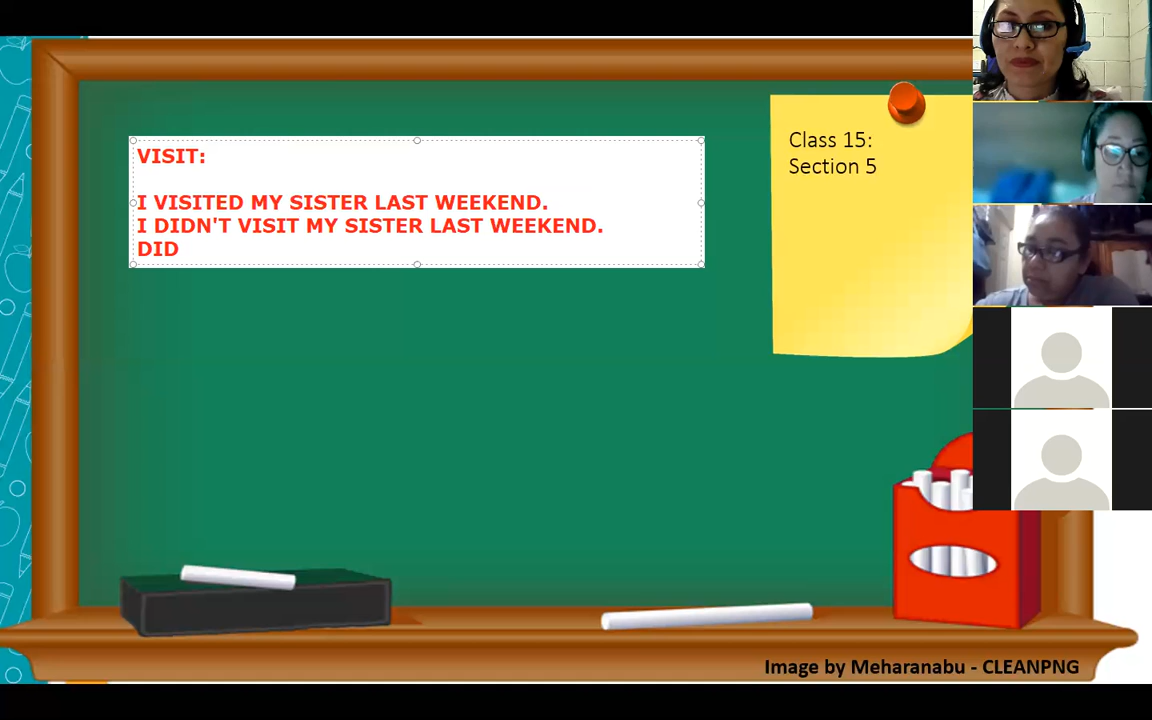 VISIT:
I VISITED MY SISTER LAST WEEKEND.
I DIDN'T VISIT MY SISTER LAST WEEKEND.
DID
Class 15:
Section 5
Image by Meharanabu - CLEANPNG